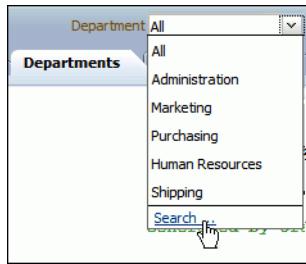 Department All
Departments
All
Administration
Marketing
Purchasing
Human Resources
Shipping
Search ...